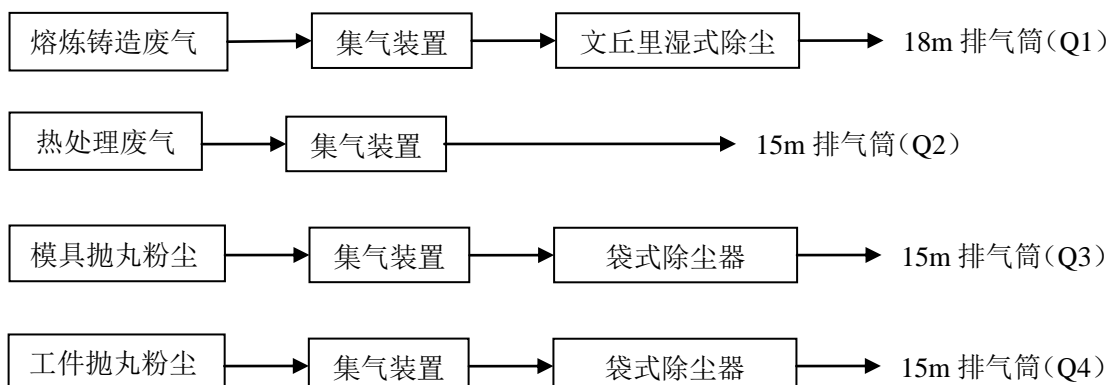 熔炼铸造废气 集气装置 文丘里湿式除尘 18m 排气筒(Q1)
热处理废气 集气装置 15m 排气筒(Q2)
模具抛丸粉尘 集气装置 袋式除尘器 15m 排气筒(Q3)
工件抛丸粉尘 集气装置 袋式除尘器 15m 排气筒(Q4)